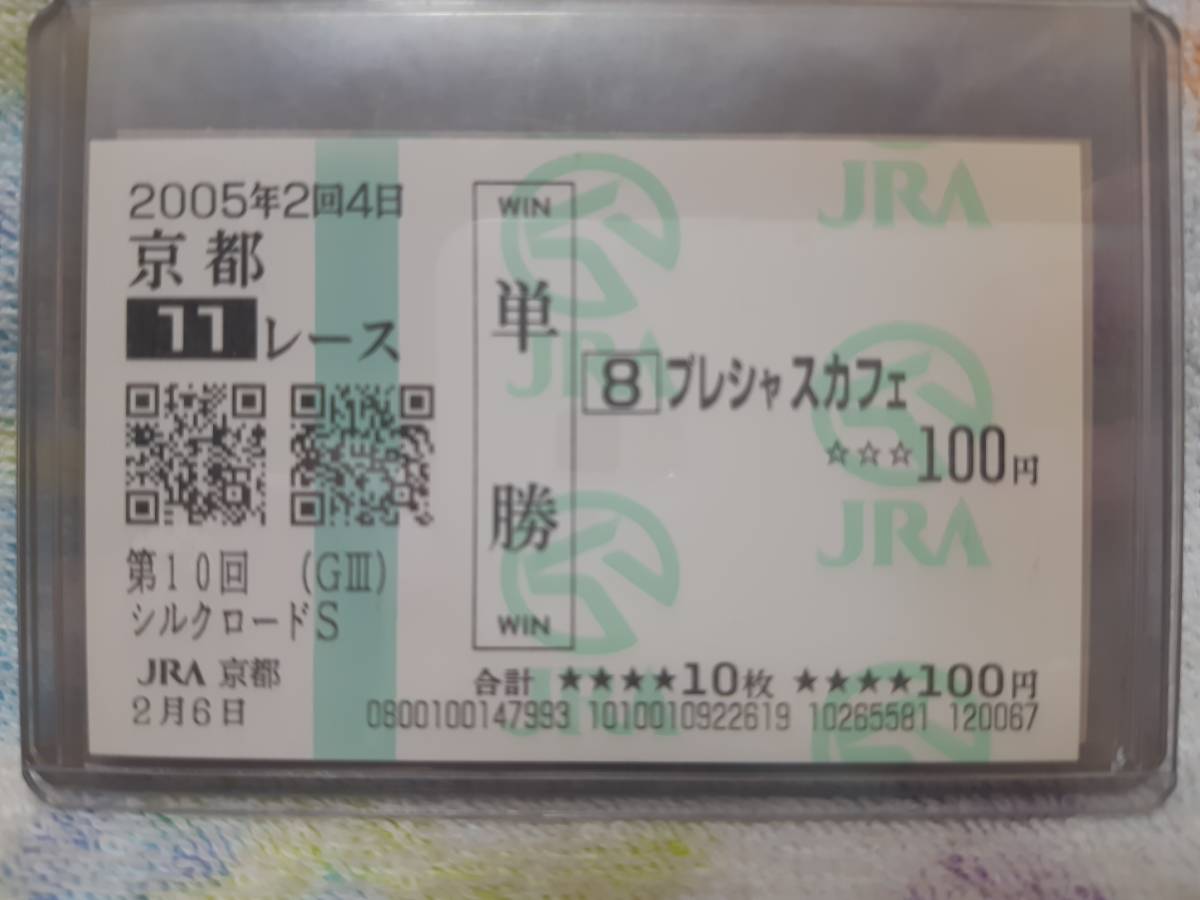 2005年2回4日
京都
11レース
第10回 (GⅢ)
シルクロードS
JRA 京都
2月6日
WIN
単勝
WIN
8 プレシャスカフェ
☆☆☆100円
合計 ★★★★10枚 ★★★★100円
0800100147993 1010010922619 10265581 120067
JRA
JRA
JRA